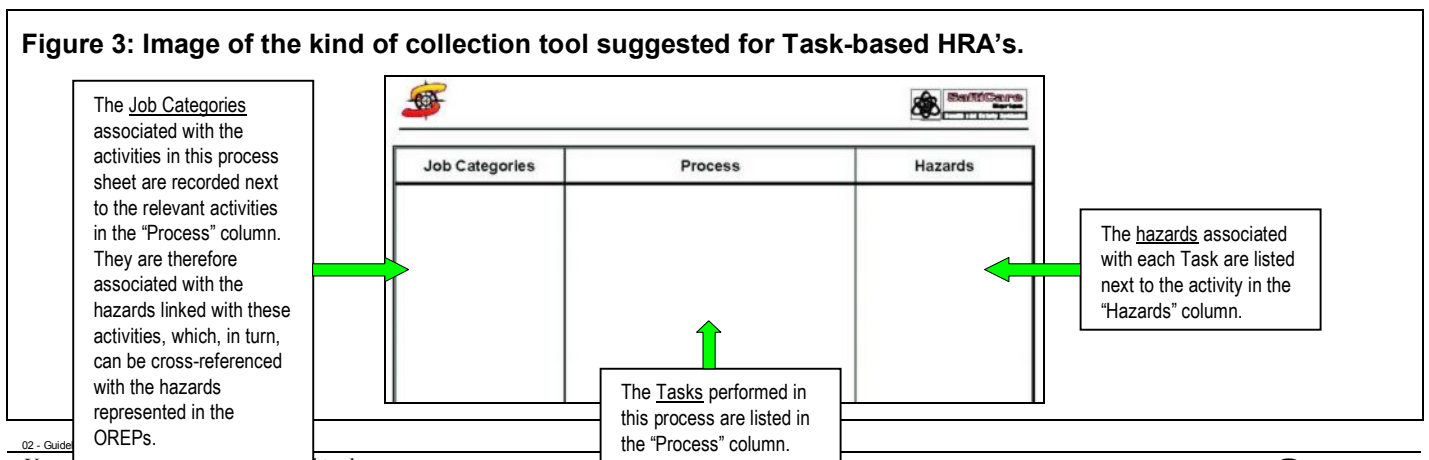 Figure 3: Image of the kind of collection tool suggested for Task-based HRA's.
The Job Categories
associated with the
activities in this process
sheet are recorded next
to the relevant activities
in the “Process” column.
They are therefore
associated with the
hazards linked with these
activities, which, in turn,
can be cross-referenced
with the hazards
represented in the
OREPs.
SafTiCare
Series
Job Categories
Process
Hazards
The hazards associated
with each Task are listed
next to the activity in the
“Hazards” column.
The Tasks performed in
this process are listed in
the “Process” column.
02 - Guidel